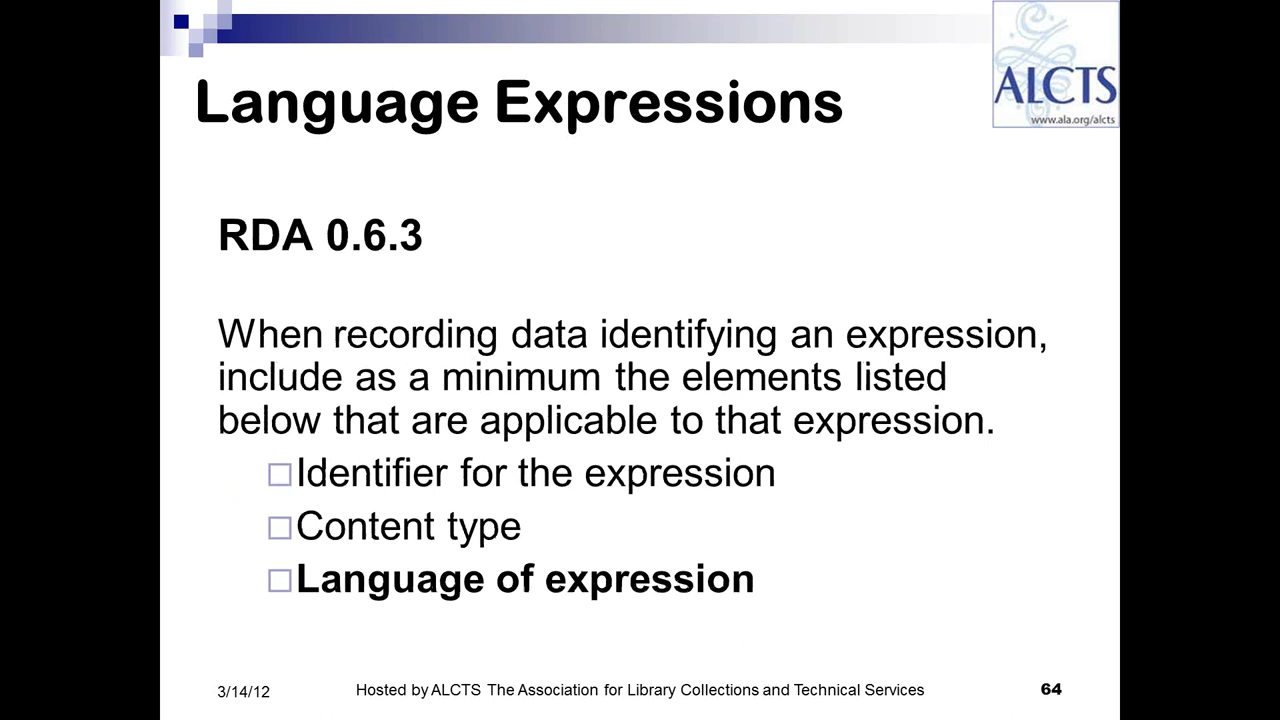 ALCTS
www.ala.org/alcts
Language Expressions
RDA 0.6.3
When recording data identifying an expression,
include as a minimum the elements listed
below that are applicable to that expression.
Identifier for the expression
Content type
Language of expression
3/14/12
Hosted by ALCTS The Association for Library Collections and Technical Services
64